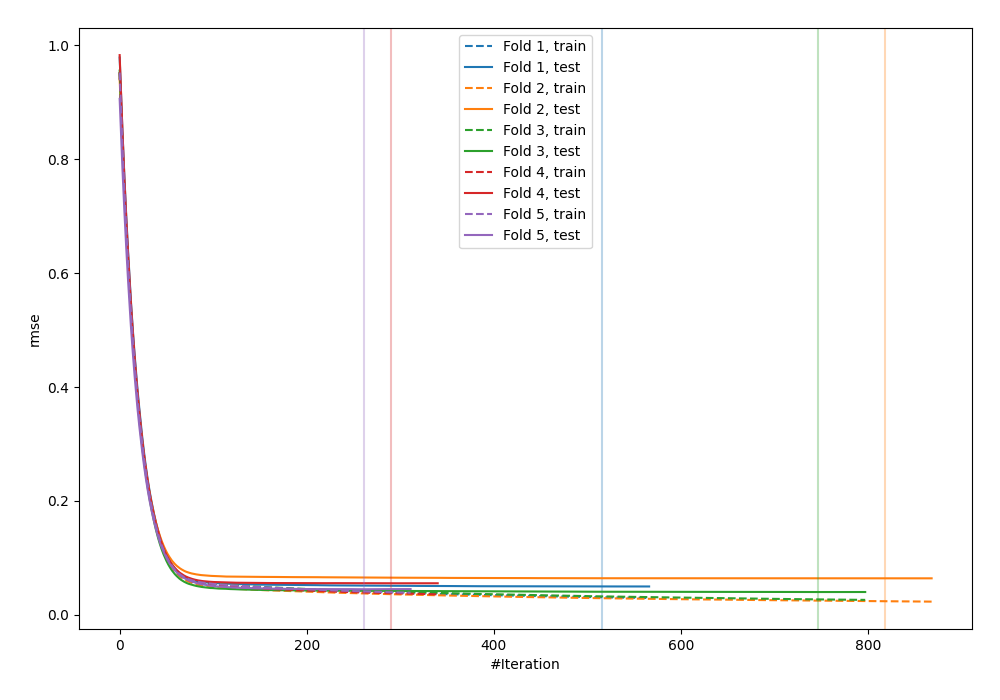 1.0
0.8
0.6
0.4
0.2
0.0
rmse
Fold 1, train
Fold 1, test
Fold 2, train
Fold 2, test
Fold 3, train
Fold 3, test
Fold 4, train
Fold 4, test
Fold 5, train
Fold 5, test
0 200 400 600 800
#Iteration